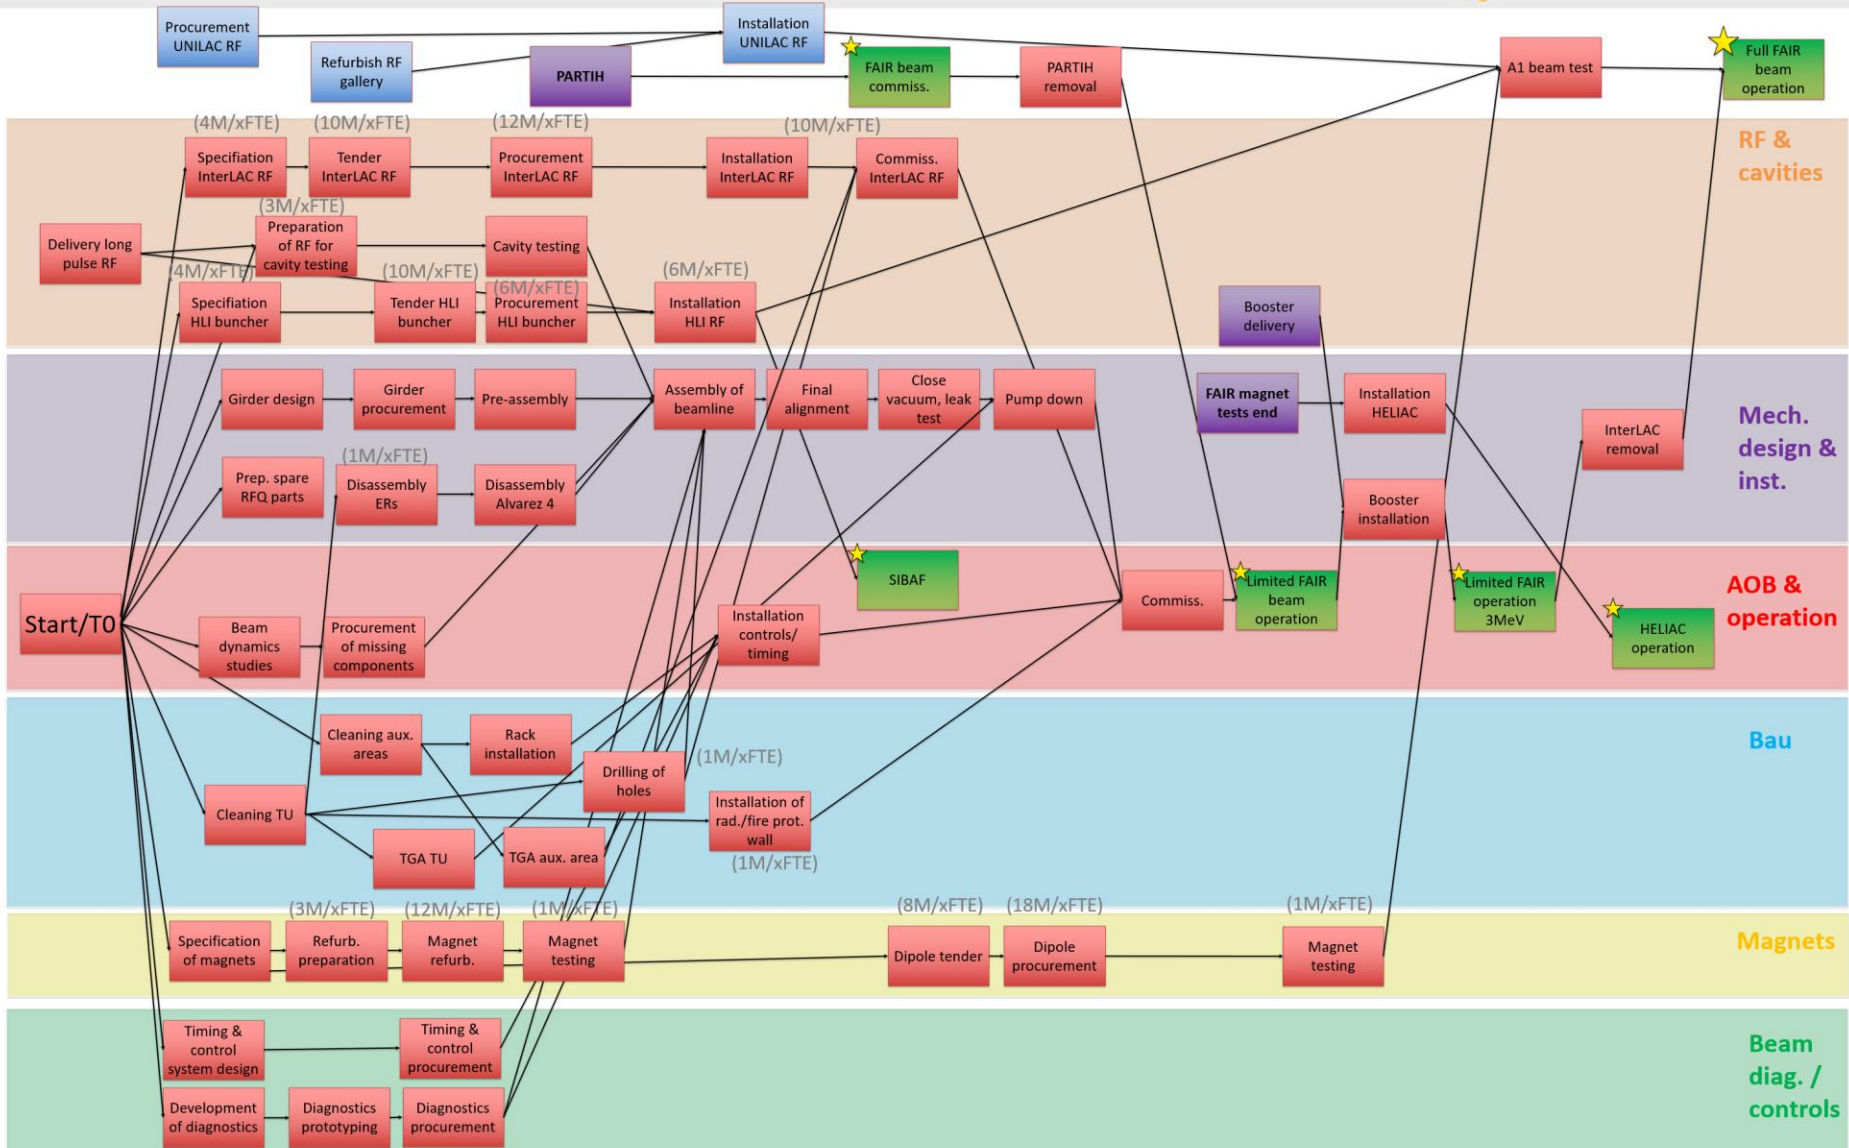 Procurement
UNILAC RF
Installation
UNILAC RF
Refurbish RF
gallery
PARTIH
FAIR beam
commiss.
PARTIH
removal
A1 beam test
Full FAIR
beam
operation
RF &
cavities
(4M/xFTE)
(10M/xFTE)
(12M/xFTE)
(10M/xFTE)
Specifiation
InterLAC RF
Tender
InterLAC RF
Procurement
InterLAC RF
Installation
InterLAC RF
Commiss.
InterLAC RF
(3M/xFTE)
Delivery long
pulse RF
Preparation
of RF for
cavity testing
Cavity testing
(4M/xFTE)
(10M/xFTE)
(6M/xFTE)
(6M/xFTE)
Specifiation
HLI buncher
Tender HLI
buncher
Procurement
HLI buncher
Installation
HLI RF
Booster
delivery
Mech.
design &
inst.
Girder design
Girder
procurement
Pre-assembly
Assembly of
beamline
Final
alignment
Close
vacuum, leak
test
Pump down
FAIR magnet
tests end
Installation
HELIAC
InterLAC
removal
(1M/xFTE)
Prep. spare
RFQ parts
Disassembly
ERs
Disassembly
Alvarez 4
Booster
installation
AOB &
operation
Start/T0
Beam
dynamics
studies
Procurement
of missing
components
SIBAF
Installation
controls/
timing
Commiss.
Limited FAIR
beam
operation
Limited FAIR
operation
3MeV
HELIAC
operation
Bau
Cleaning aux.
areas
Rack
installation
Drilling of
holes
(1M/xFTE)
Cleaning TU
Installation of
rad./fire prot.
wall
(1M/xFTE)
TGA TU
TGA aux. area
Magnets
(3M/xFTE)
(12M/xFTE)
(1M/xFTE)
(8M/xFTE)
(18M/xFTE)
(1M/xFTE)
Specification
of magnets
Refurb.
preparation
Magnet
refurb.
Magnet
testing
Dipole tender
Dipole
procurement
Magnet
testing
Beam
diag. /
controls
Timing &
control
system design
Timing &
control
procurement
Development
of diagnostics
Diagnostics
prototyping
Diagnostics
procurement